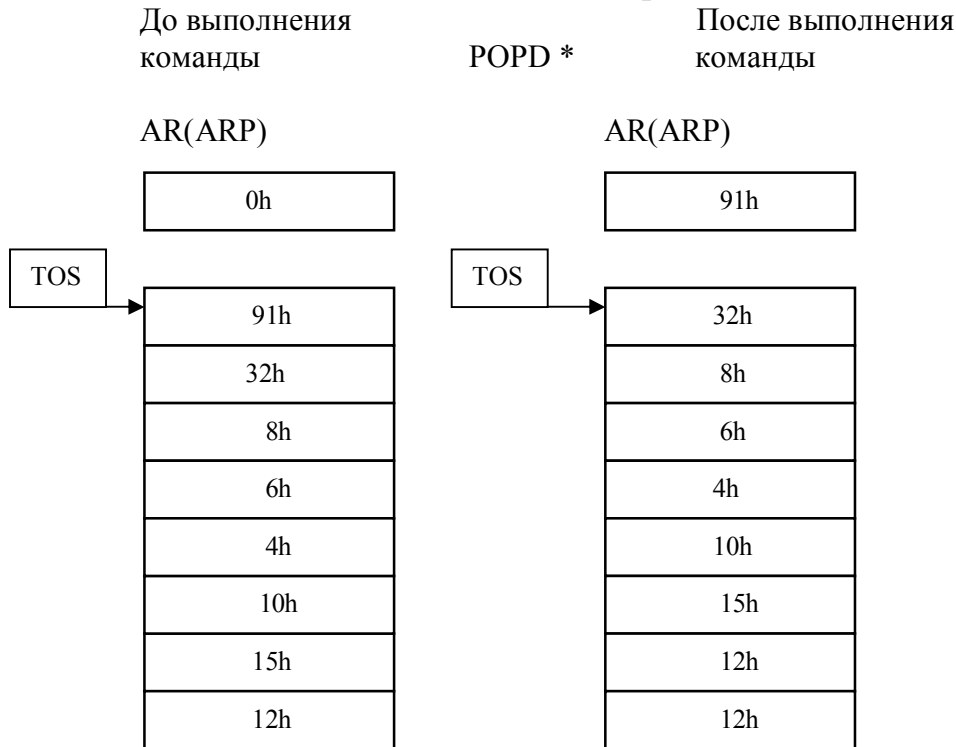 До выполнения После выполнения
команды POPD * команды
AR(ARP) AR(ARP)
0h 91h
TOS TOS
91h 32h
32h 8h
8h 6h
6h 4h
4h 10h
10h 15h
15h 12h
12h 12h